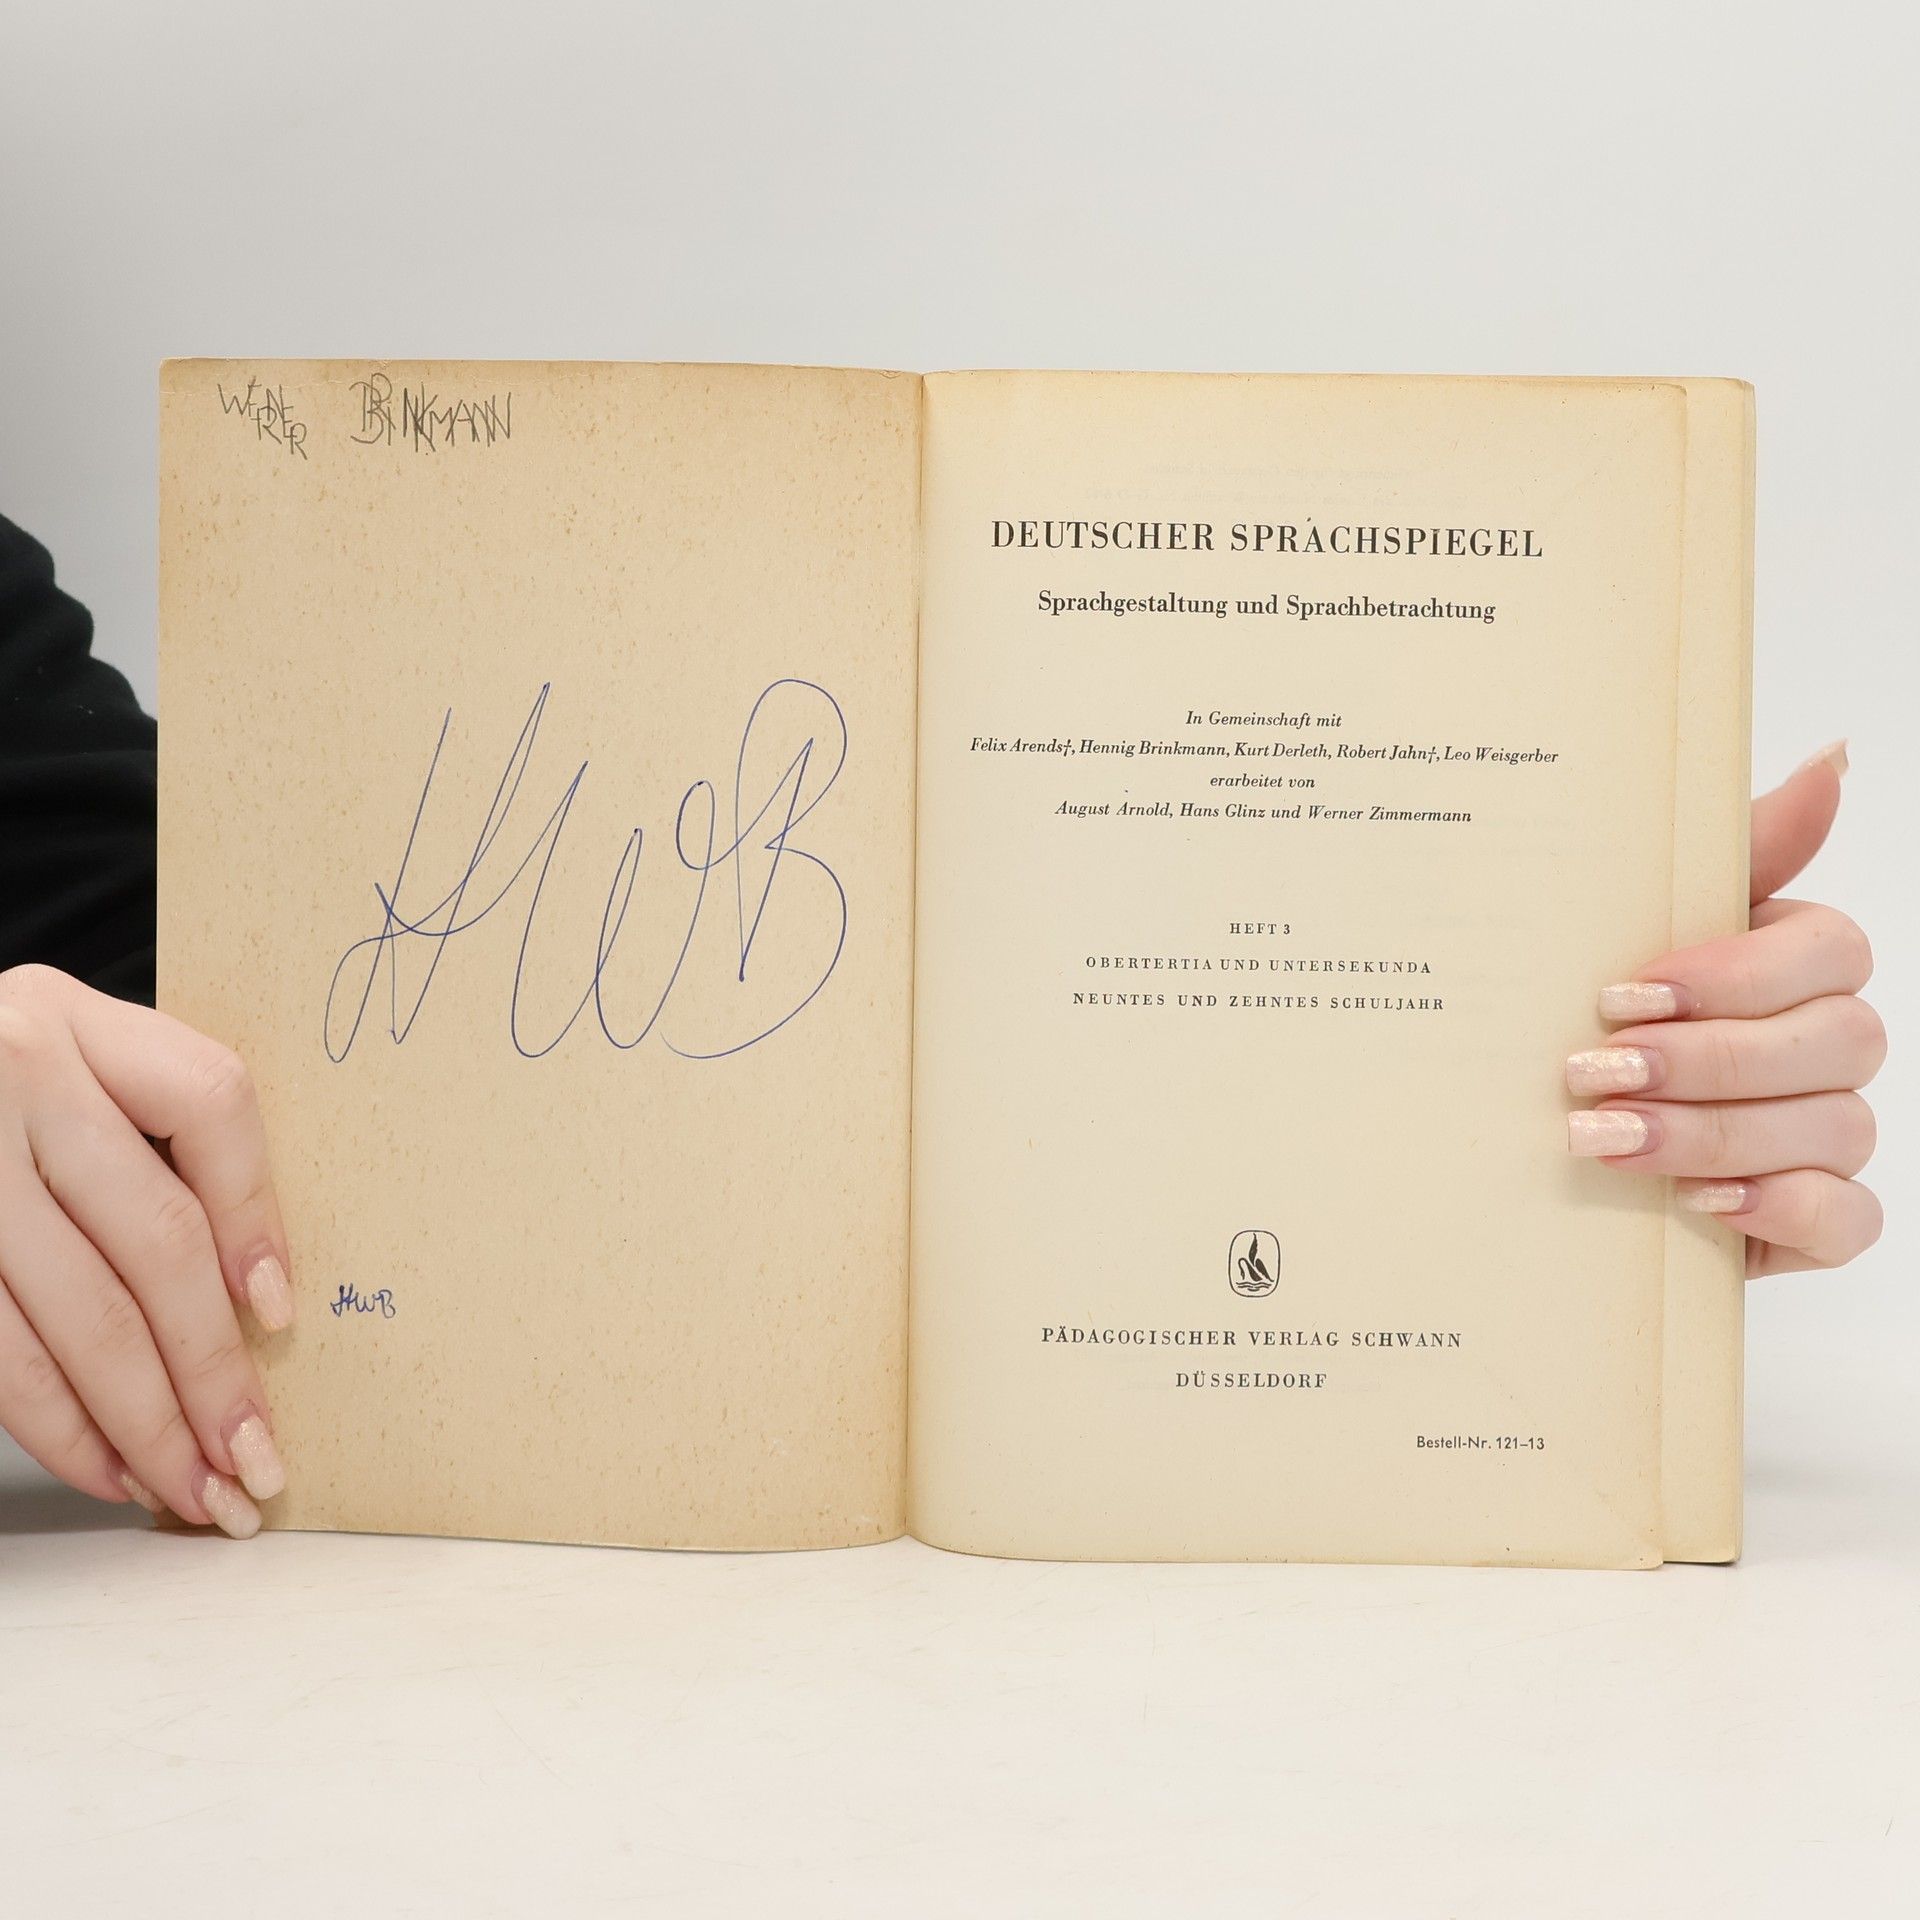 WERNER BRINKMANN
HWB
HWB
DEUTSCHER SPRACHSPIEGEL
Sprachgestaltung und Sprachbetrachtung
In Gemeinschaft mit
Felix Arends†, Hennig Brinkmann, Kurt Derleth, Robert Jahn†, Leo Weisgerber
erarbeitet von
August Arnold, Hans Glinz und Werner Zimmermann
HEFT 3
OBERTERTIA UND UNTERSEKUNDA
NEUNTES UND ZEHNTES SCHULJAHR
PÄDAGOGISCHER VERLAG SCHWANN
DÜSSELDORF
Bestell-Nr. 121–13